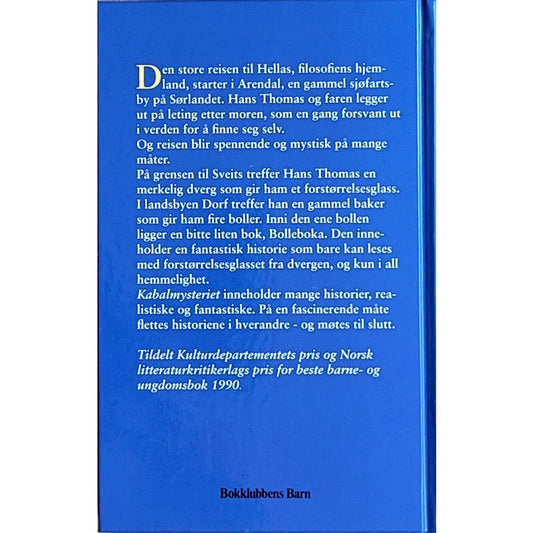 Den store reisen til Hellas, filosofiens hjem-
land, starter i Arendal, en gammel sjøfarts-
by på Sørlandet. Hans Thomas og faren legger
ut på leting etter moren, som en gang forsvant ut
i verden for å finne seg selv.
Og reisen blir spennende og mystisk på mange
måter.
På grensen til Sveits treffer Hans Thomas en
merkelig dverg som gir ham et forstørrelsesglass.
I landsbyen Dorf treffer han en gammel baker
som gir ham fire boller. Inni den ene bollen
ligger en bitte liten bok, Bolleboka. Den inne-
holder en fantastisk historie som bare kan leses
med forstørrelsesglasset fra dvergen, og kun i all
hemmelighet.
Kabalmysteriet inneholder mange historier, rea-
listiske og fantastiske. På en fascinerende måte
flettes historiene i hverandre - og møtes til slutt.
Tildelt Kulturdepartementets pris og Norsk
litteraturkritikerlags pris for beste barne- og
ungdomsbok 1990.
Bokklubbens Barn